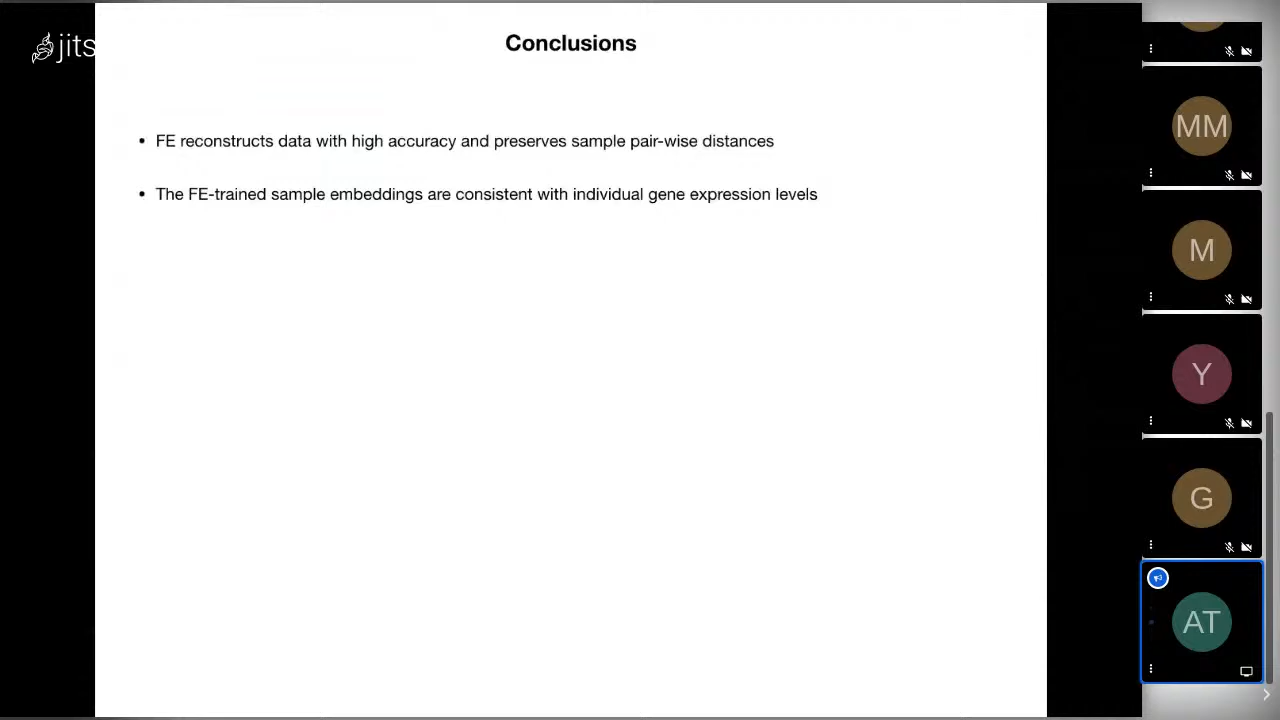 jits
Conclusions
• FE reconstructs data with high accuracy and preserves sample pair-wise distances
• The FE-trained sample embeddings are consistent with individual gene expression levels
MM
M
Y
G
AT